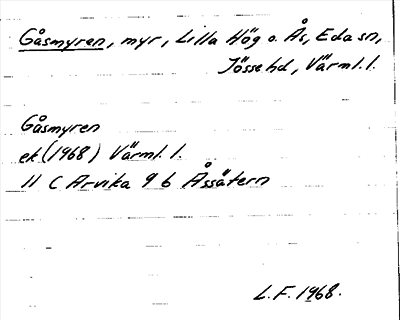 Gåsmyren, myr, Lilla Hög o. Ås, Eda sn,
Jösse hd, Värml. l.
Gåsmyren
ek (1968) Värml. l.
11 C Arvika 9 b Åssätern
L.F. 1968.